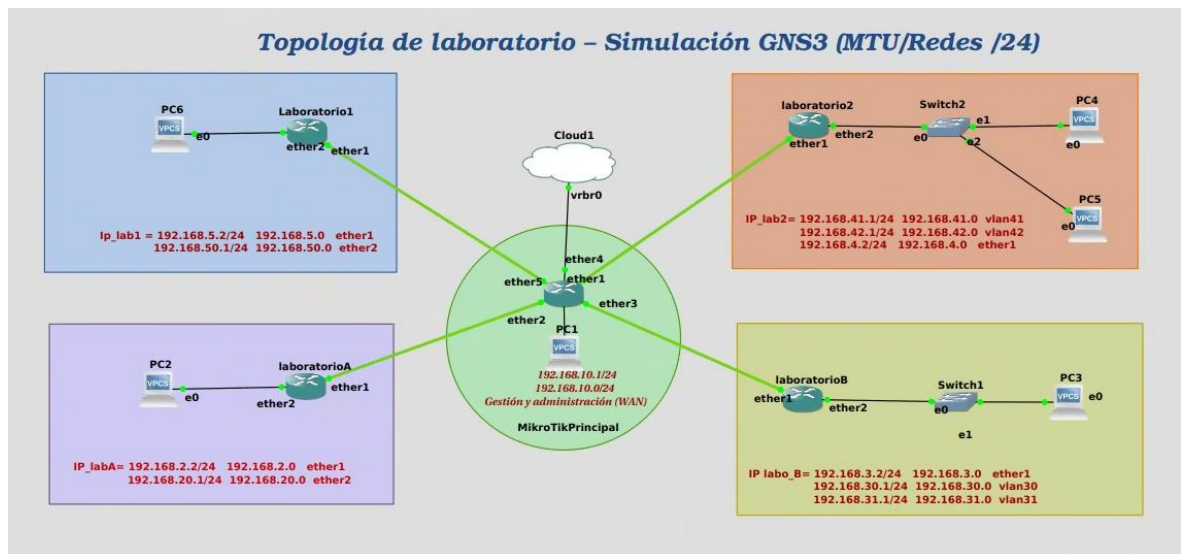 Topología de laboratorio – Simulación GNS3 (MTU/Redes /24)
PC6
VPCS
e0
Laboratorio1
ether2
ether1
Ip_lab1 = 192.168.5.2/24 192.168.5.0 ether1
192.168.50.1/24 192.168.50.0 ether2
Cloud1
vrbr0
laboratorio2
ether1
ether2
Switch2
e0
e1
e2
PC4
VPCS
e0
PC5
VPCS
e0
IP_lab2= 192.168.41.1/24 192.168.41.0 vlan41
192.168.42.1/24 192.168.42.0 vlan42
192.168.4.2/24 192.168.4.0 ether1
ether4
ether5
ether1
ether3
ether2
PC1
VPCS
192.168.10.1/24
192.168.10.0/24
Gestión y administración (WAN)
MikroTikPrincipal
PC2
VPCS
e0
laboratorioA
ether1
ether2
IP_labA= 192.168.2.2/24 192.168.2.0 ether1
192.168.20.1/24 192.168.20.0 ether2
laboratorioB
ether1
ether2
Switch1
e0
e1
PC3
VPCS
e0
IP labo_B= 192.168.3.2/24 192.168.3.0 ether1
192.168.30.1/24 192.168.30.0 vlan30
192.168.31.1/24 192.168.31.0 vlan31